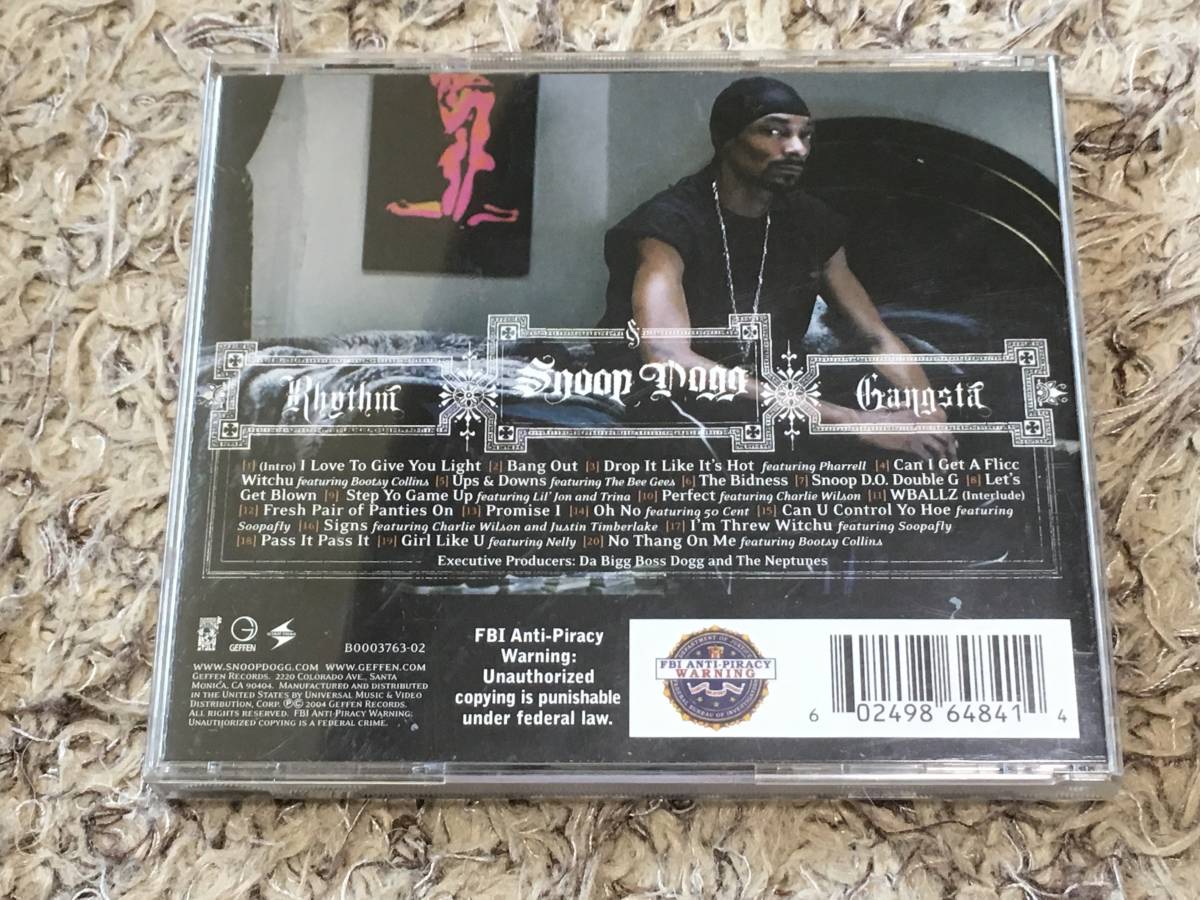 Rhythm
Snoop Dogg
Gangsta
[1] (Intro) I Love To Give You Light [2] Bang Out [3] Drop It Like It's Hot featuring Pharrell [4] Can I Get A Flicc
Witchu featuring Bootsy Collins [5] Ups & Downs featuring The Bee Gees [6] The Bidness [7] Snoop D.O. Double G [8] Let's
Get Blown [9] Step Yo Game Up featuring Lil' Jon and Trina [10] Perfect featuring Charlie Wilson [11] WBALLZ (Interlude)
[12] Fresh Pair of Panties On [13] Promise I [14] Oh No featuring 50 Cent [15] Can U Control Yo Hoe featuring
Soopafly [16] Signs featuring Charlie Wilson and Justin Timberlake [17] I'm Threw Witchu featuring Soopafly
[18] Pass It Pass It [19] Girl Like U featuring Nelly [20] No Thang On Me featuring Bootsy Collins
Executive Producers: Da Bigg Boss Dogg and The Neptunes
GEFFEN
B0003763-02
WWW.SNOOPDOGG.COM WWW.GEFFEN.COM
GEFFEN RECORDS. 2220 COLORADO AVE., SANTA
MONICA, CA 90404. MANUFACTURED AND DISTRIBUTED
IN THE UNITED STATES BY UNIVERSAL MUSIC & VIDEO
DISTRIBUTION, CORP. ℗© 2004 GEFFEN RECORDS.
ALL RIGHTS RESERVED. FBI ANTI-PIRACY WARNING:
UNAUTHORIZED COPYING IS A FEDERAL CRIME.
FBI Anti-Piracy
Warning:
Unauthorized
copying is punishable
under federal law.
DEPARTMENT OF JUSTICE
FBI ANTI-PIRACY
WARNING
FEDERAL BUREAU OF INVESTIGATION
6 02498 64841 4